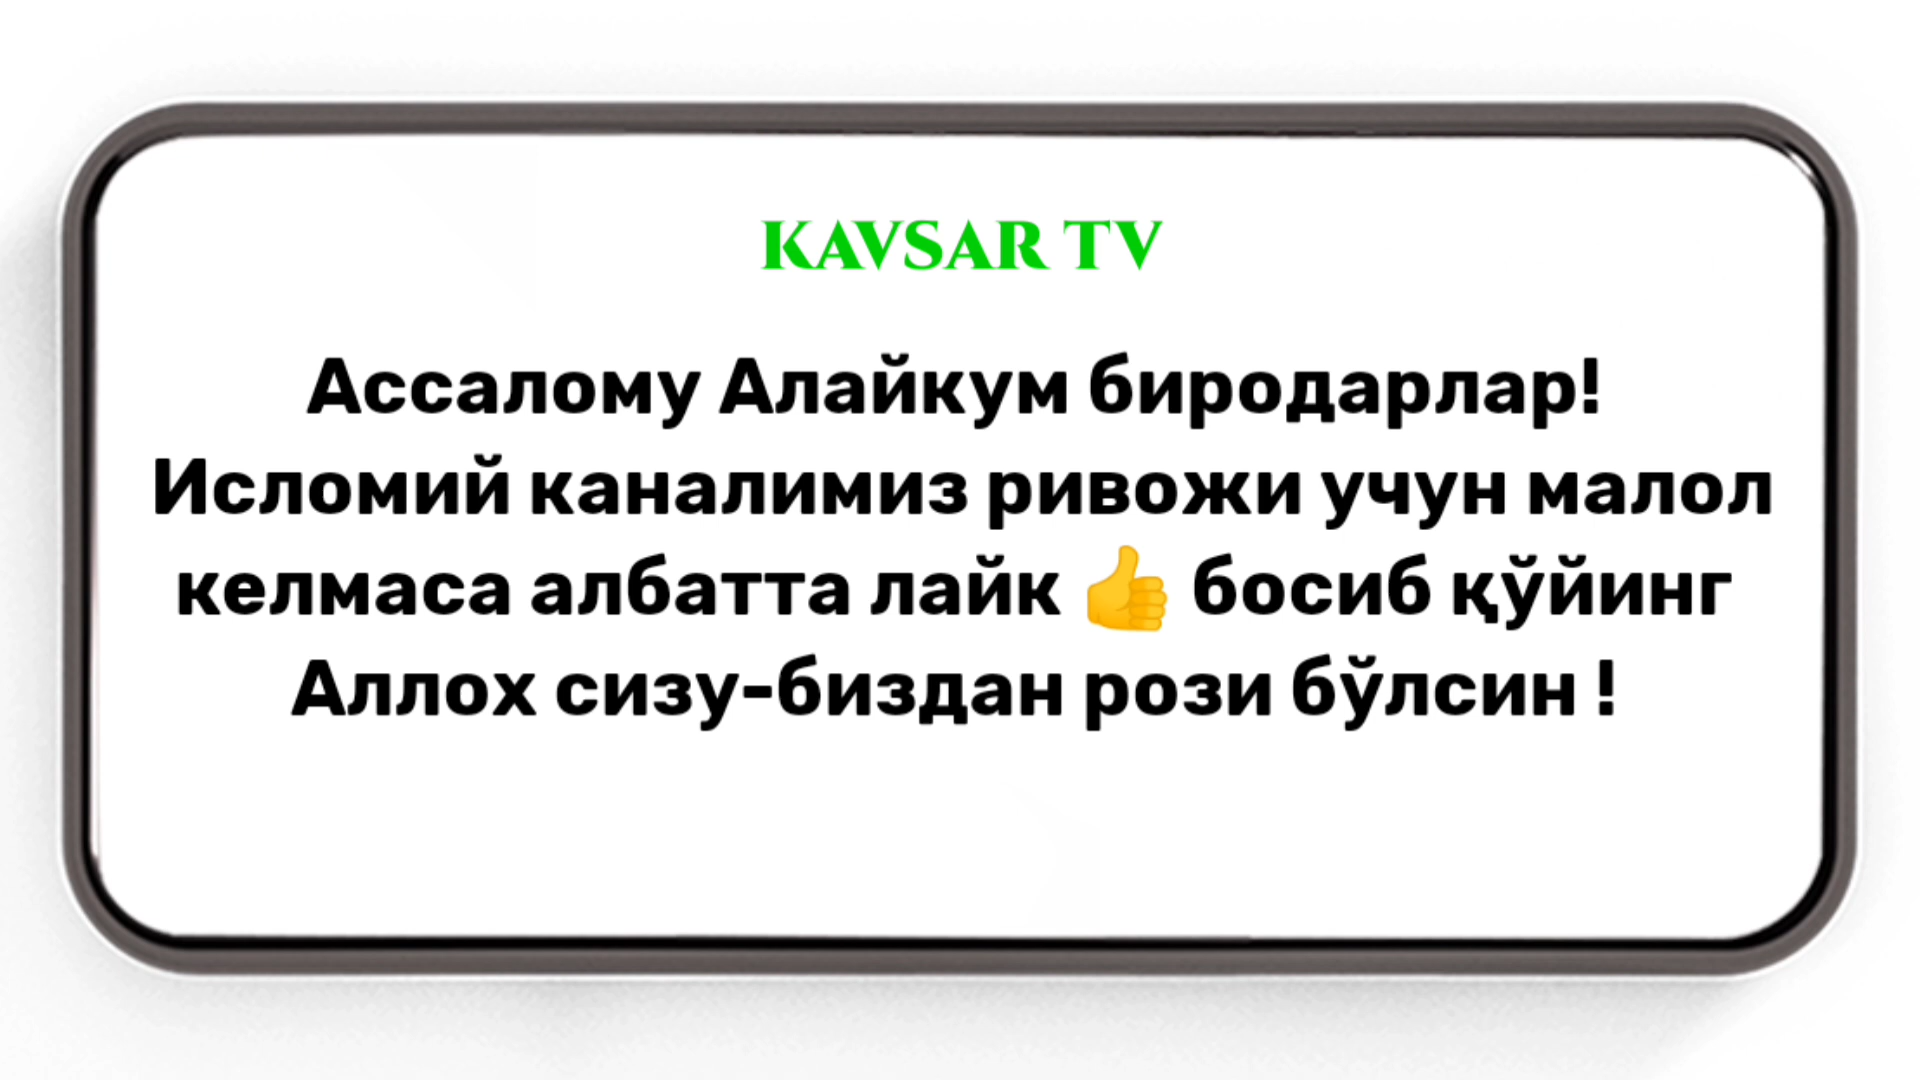 KAVSAR TV
Ассалому Алайкум биродарлар!
Исломий каналимиз ривожи учун малол
келмаса албатта лайк 👍 босиб қўйинг
Аллох сизу-биздан рози бўлсин !